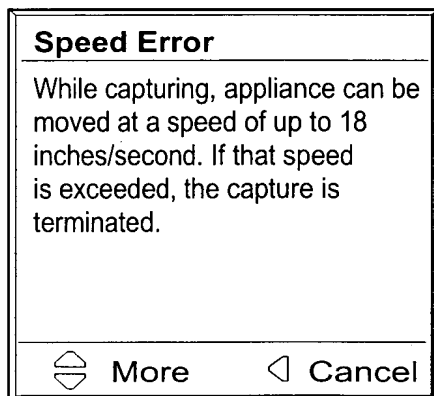 Speed Error
While capturing, appliance can be
moved at a speed of up to 18
inches/second. If that speed
is exceeded, the capture is
terminated.
More Cancel